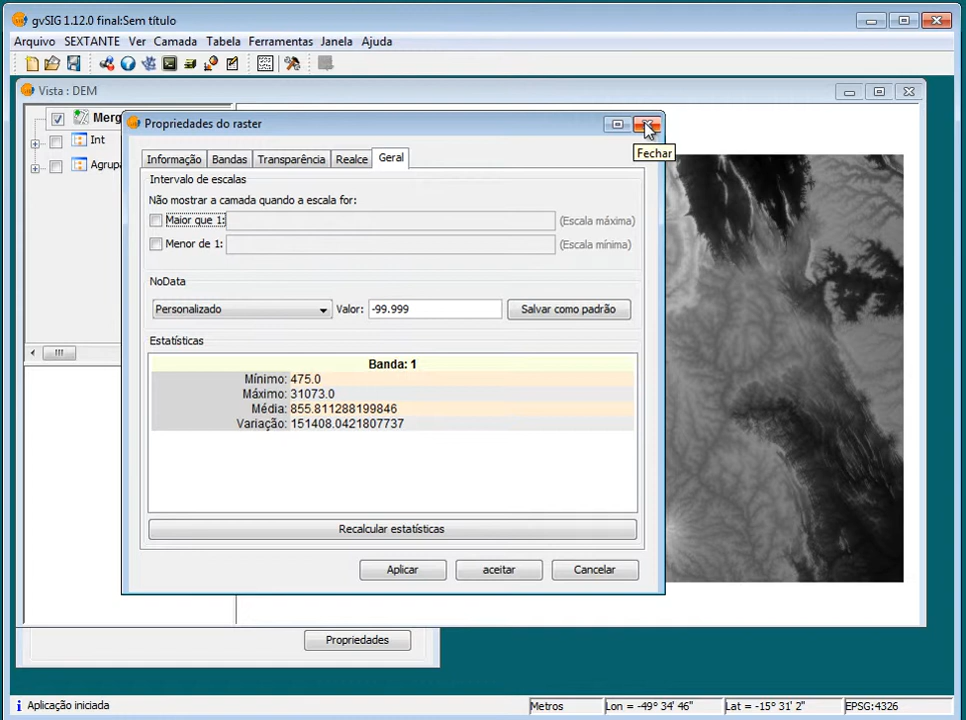 gvSIG 1.12.0 final:Sem título
Arquivo SEXTANTE Ver Camada Tabela Ferramentas Janela Ajuda
Vista : DEM
Merg
Int
Agrupa
Propriedades do raster
Fechar
Informação Bandas Transparência Realce Geral
Intervalo de escalas
Não mostrar a camada quando a escala for:
Maior que 1: (Escala máxima)
Menor de 1: (Escala mínima)
NoData
Personalizado Valor: -99.999 Salvar como padrão
Estatísticas
Banda: 1
Mínimo: 475.0
Máximo: 31073.0
Média: 855.811288199846
Variação: 151408.0421807737
Recalcular estatísticas
Aplicar aceitar Cancelar
Propriedades
Aplicação iniciada Metros Lon = -49° 34' 46" Lat = -15° 31' 2" EPSG:4326